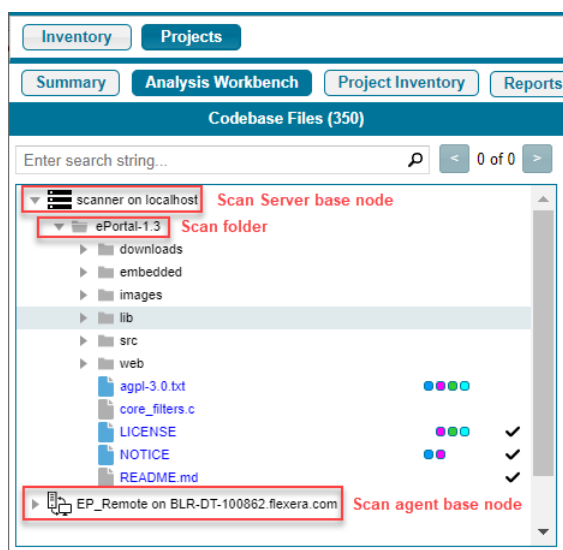 Inventory Projects
Summary Analysis Workbench Project Inventory Reports
Codebase Files (350)
Enter search string... < 0 of 0 >
scanner on localhost Scan Server base node
ePortal-1.3 Scan folder
downloads
embedded
images
lib
src
web
agpl-3.0.txt
core_filters.c
LICENSE
NOTICE
README.md
EP_Remote on BLR-DT-100862.flexera.com Scan agent base node